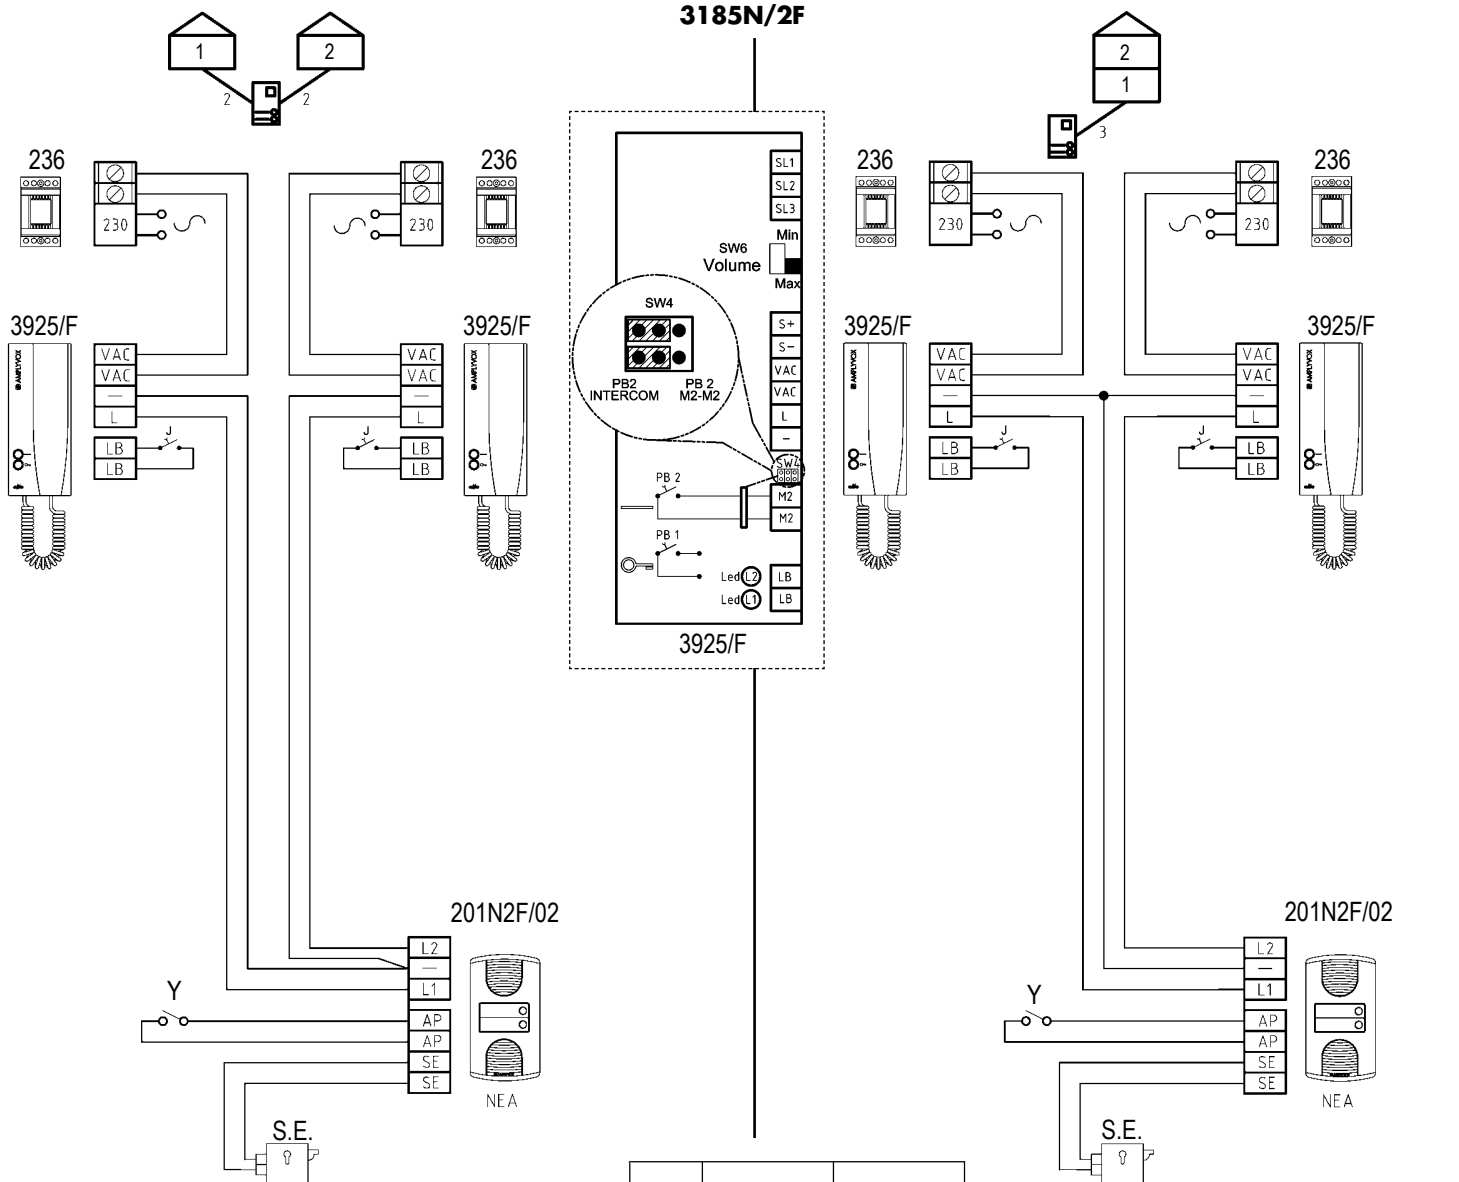 3185N/2F
1
2
2
2
236
230
236
230
3925/F
VAC
VAC
—
L
LB
LB
J
3925/F
VAC
VAC
—
L
LB
LB
J
AMPLYVOX
AMPLYVOX
201N2F/02
L2
—
L1
AP
AP
SE
SE
NEA
Y
S.E.
SL1
SL2
SL3
Min
SW6
Volume
Max
SW4
PB2
INTERCOM
PB 2
M2-M2
S+
S-
VAC
VAC
L
-
SW4
PB 2
M2
M2
PB 1
Led L2
LB
Led L1
LB
3925/F
2
1
3
236
230
236
230
3925/F
VAC
VAC
—
L
LB
LB
J
3925/F
VAC
VAC
—
L
LB
LB
J
AMPLYVOX
AMPLYVOX
201N2F/02
L2
—
L1
AP
AP
SE
SE
NEA
Y
S.E.